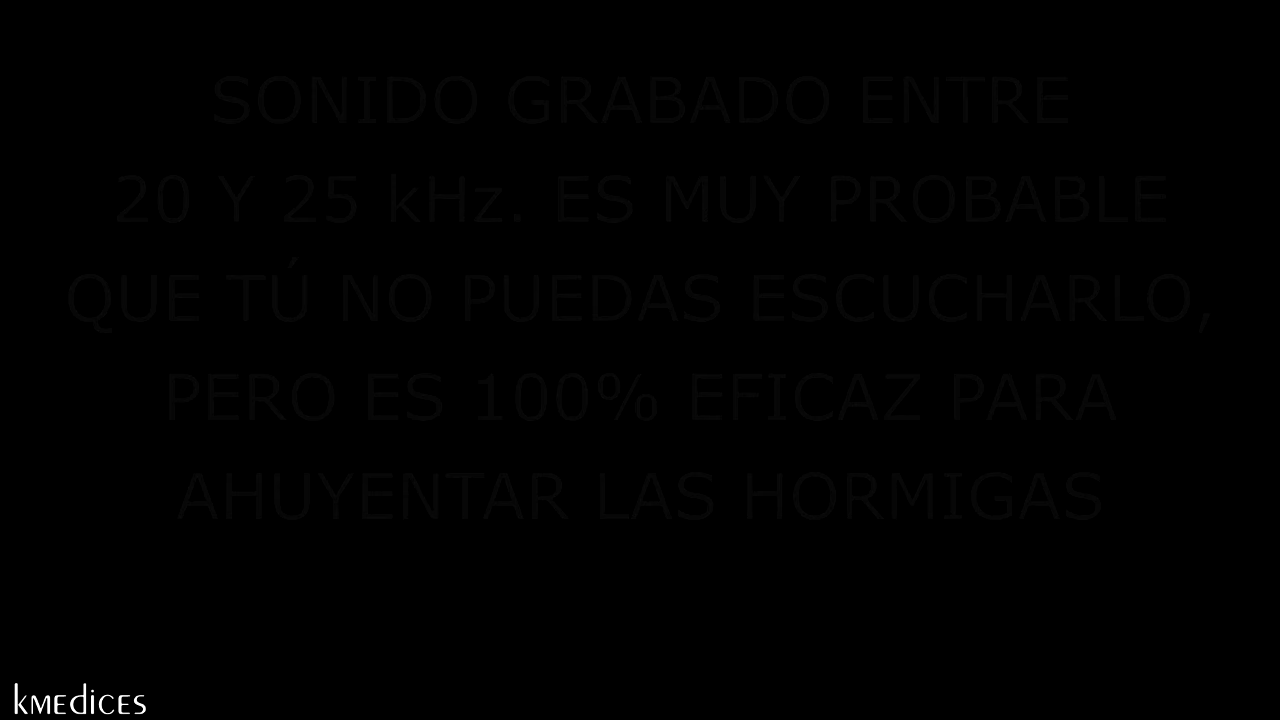 SONIDO GRABADO ENTRE
20 Y 25 kHz. ES MUY PROBABLE
QUE TÚ NO PUEDAS ESCUCHARLO,
PERO ES 100% EFICAZ PARA
AHUYENTAR LAS HORMIGAS
kMEdiCES